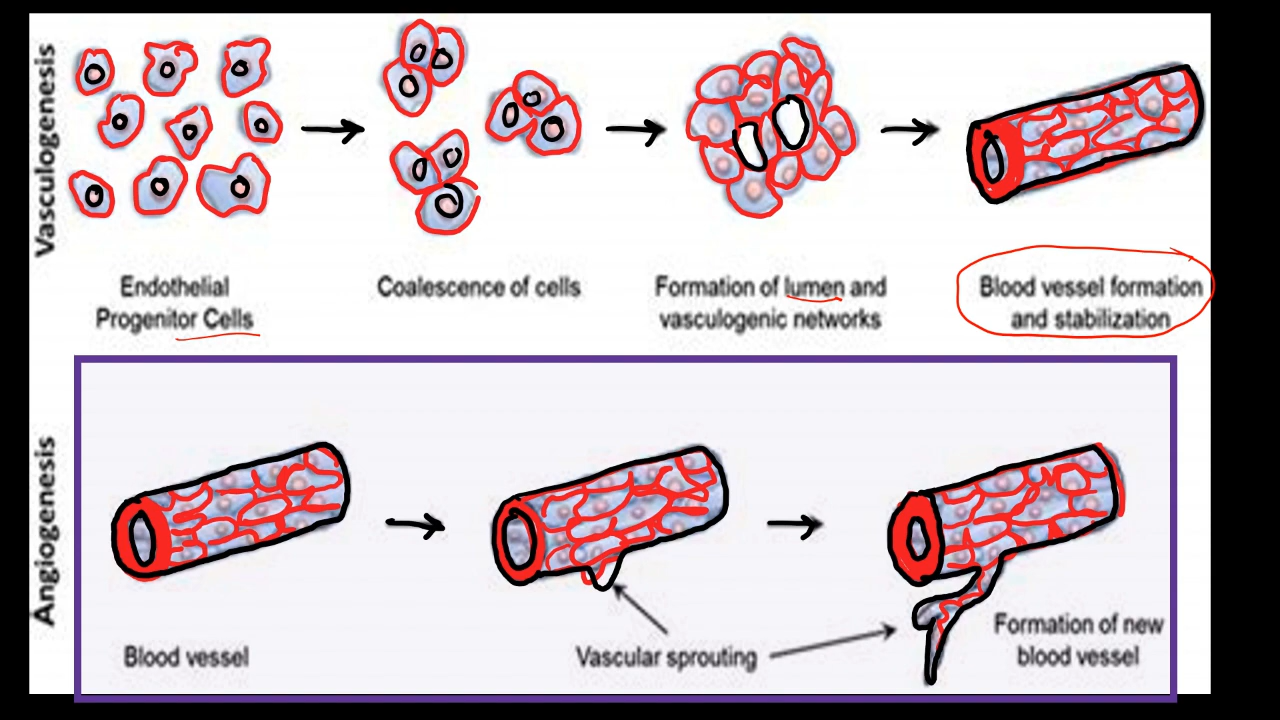 Vasculogenesis
Endothelial
Progenitor Cells
Coalescence of cells
Formation of lumen and
vasculogenic networks
Blood vessel formation
and stabilization
Angiogenesis
Blood vessel
Vascular sprouting
Formation of new
blood vessel